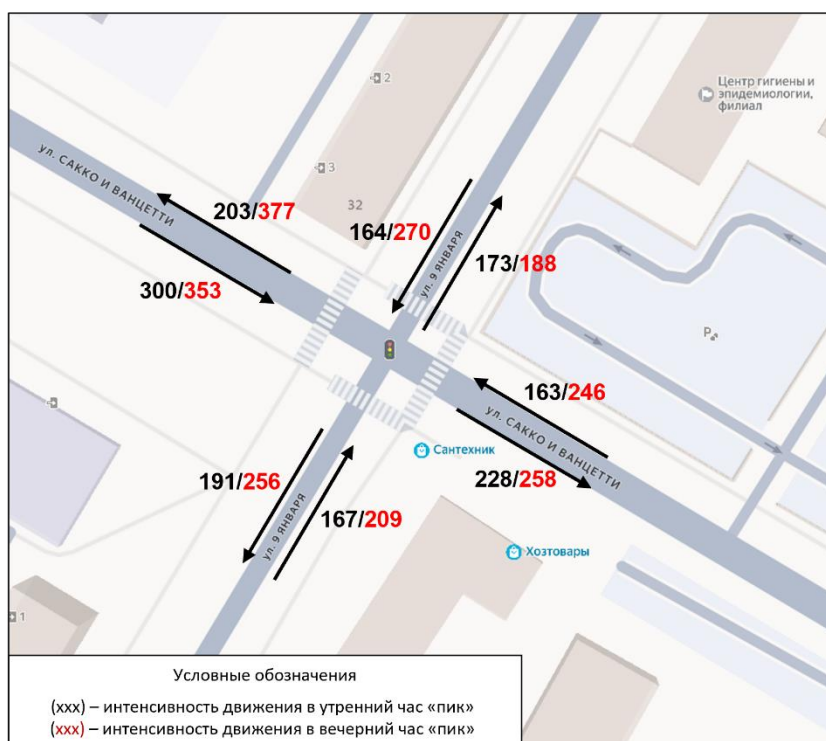 2
Центр гигиены и
эпидемиологии,
филиал
ул. САККО И ВАНЦЕТТИ
3
32
203/377
164/270
ул. 9 ЯНВАРЯ
173/188
300/353
P
163/246
ул. САККО И ВАНЦЕТТИ
Сантехник
228/258
191/256
ул. 9 ЯНВАРЯ
167/209
Хозтовары
1
Условные обозначения
(xxx) – интенсивность движения в утренний час «пик»
(xxx) – интенсивность движения в вечерний час «пик»